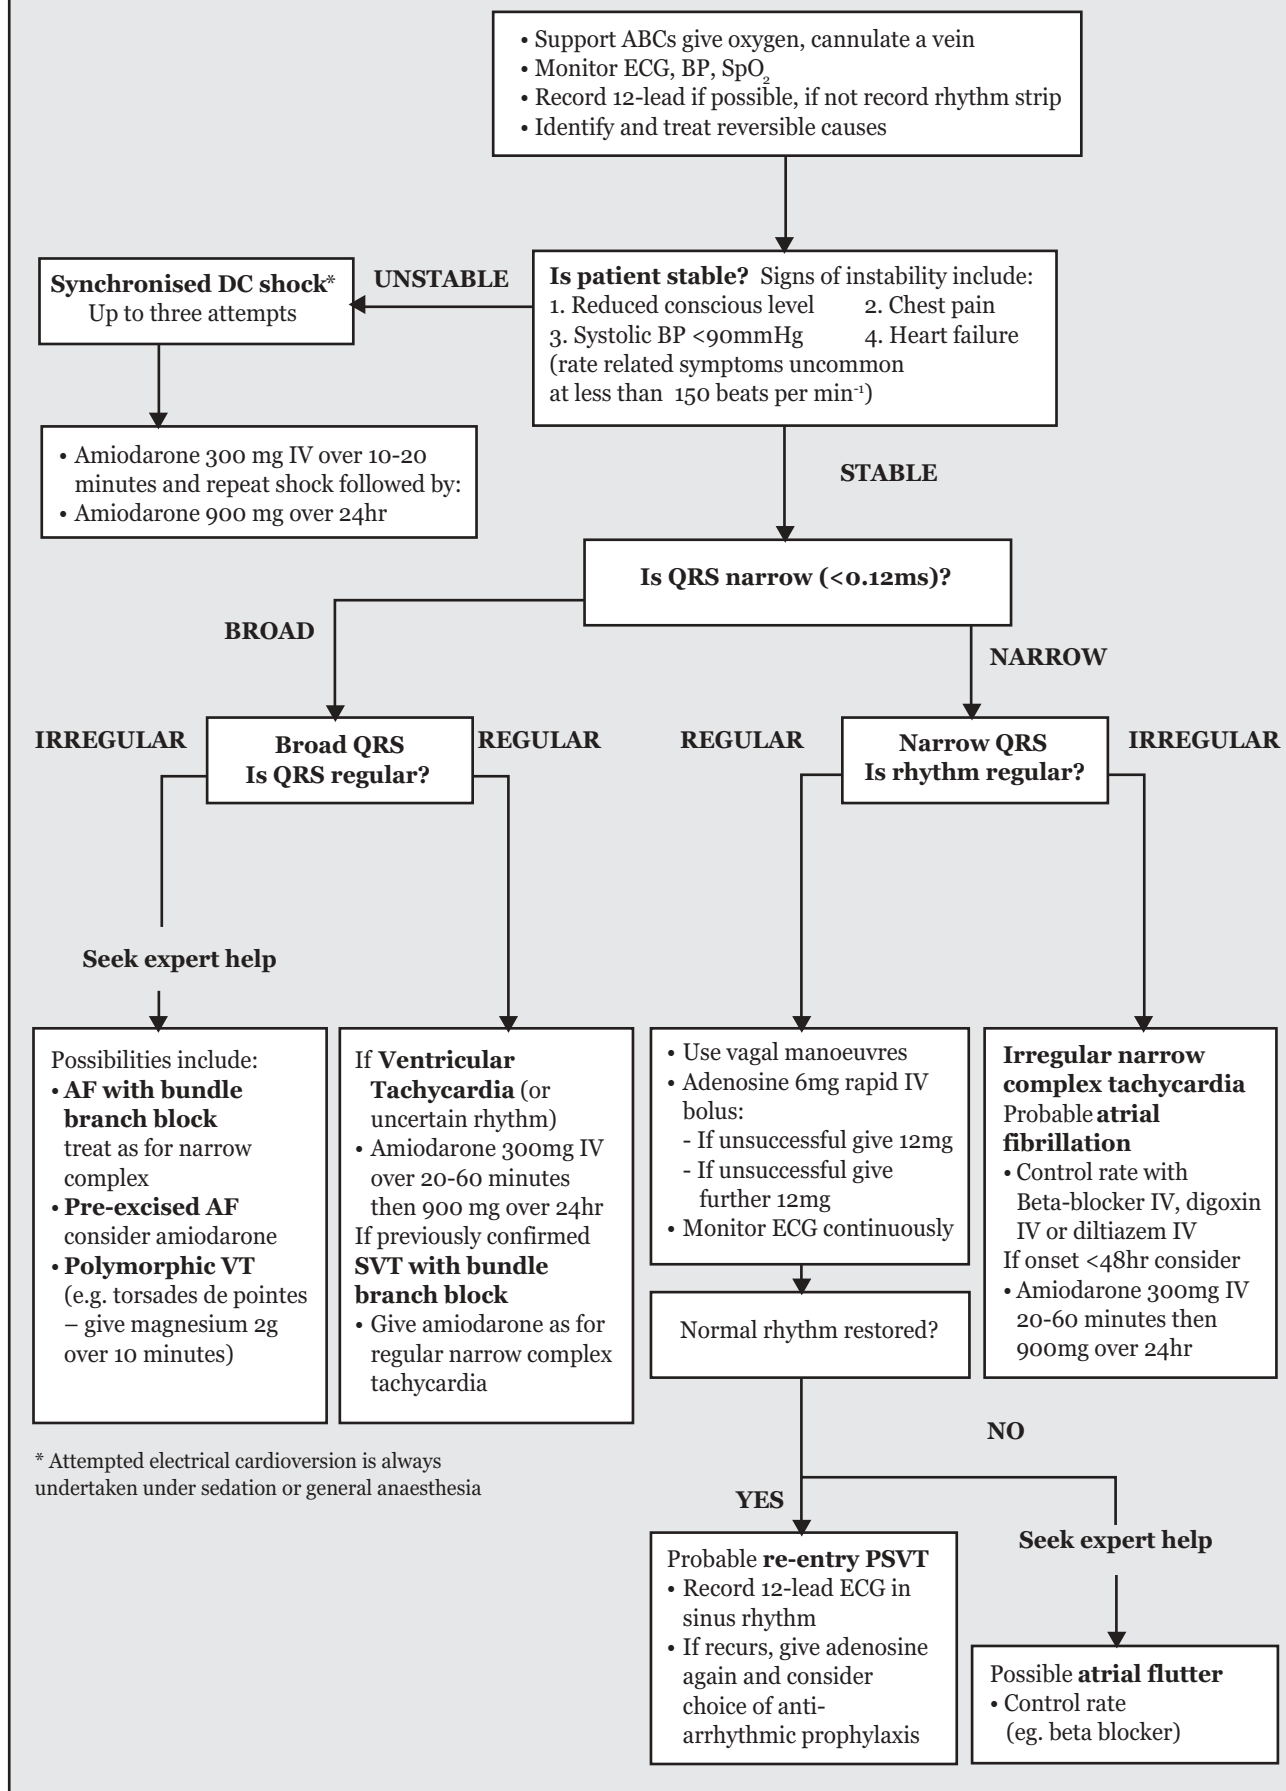 • Support ABCs give oxygen, cannulate a vein
• Monitor ECG, BP, SpO₂
• Record 12-lead if possible, if not record rhythm strip
• Identify and treat reversible causes
Synchronised DC shock*
Up to three attempts
UNSTABLE
Is patient stable? Signs of instability include:
1. Reduced conscious level 2. Chest pain
3. Systolic BP <90mmHg 4. Heart failure
(rate related symptoms uncommon
at less than 150 beats per min⁻¹)
• Amiodarone 300 mg IV over 10-20
minutes and repeat shock followed by:
• Amiodarone 900 mg over 24hr
STABLE
Is QRS narrow (<0.12ms)?
BROAD
NARROW
IRREGULAR
Broad QRS
Is QRS regular?
REGULAR
REGULAR
Narrow QRS
Is rhythm regular?
IRREGULAR
Seek expert help
Possibilities include:
• AF with bundle
branch block
treat as for narrow
complex
• Pre-excised AF
consider amiodarone
• Polymorphic VT
(e.g. torsades de pointes
– give magnesium 2g
over 10 minutes)
If Ventricular
Tachycardia (or
uncertain rhythm)
• Amiodarone 300mg IV
over 20-60 minutes
then 900 mg over 24hr
If previously confirmed
SVT with bundle
branch block
• Give amiodarone as for
regular narrow complex
tachycardia
• Use vagal manoeuvres
• Adenosine 6mg rapid IV
bolus:
- If unsuccessful give 12mg
- If unsuccessful give
further 12mg
• Monitor ECG continuously
Irregular narrow
complex tachycardia
Probable atrial
fibrillation
• Control rate with
Beta-blocker IV, digoxin
IV or diltiazem IV
If onset <48hr consider
• Amiodarone 300mg IV
20-60 minutes then
900mg over 24hr
Normal rhythm restored?
* Attempted electrical cardioversion is always
undertaken under sedation or general anaesthesia
NO
YES
Seek expert help
Probable re-entry PSVT
• Record 12-lead ECG in
sinus rhythm
• If recurs, give adenosine
again and consider
choice of anti-
arrhythmic prophylaxis
Possible atrial flutter
• Control rate
(eg. beta blocker)